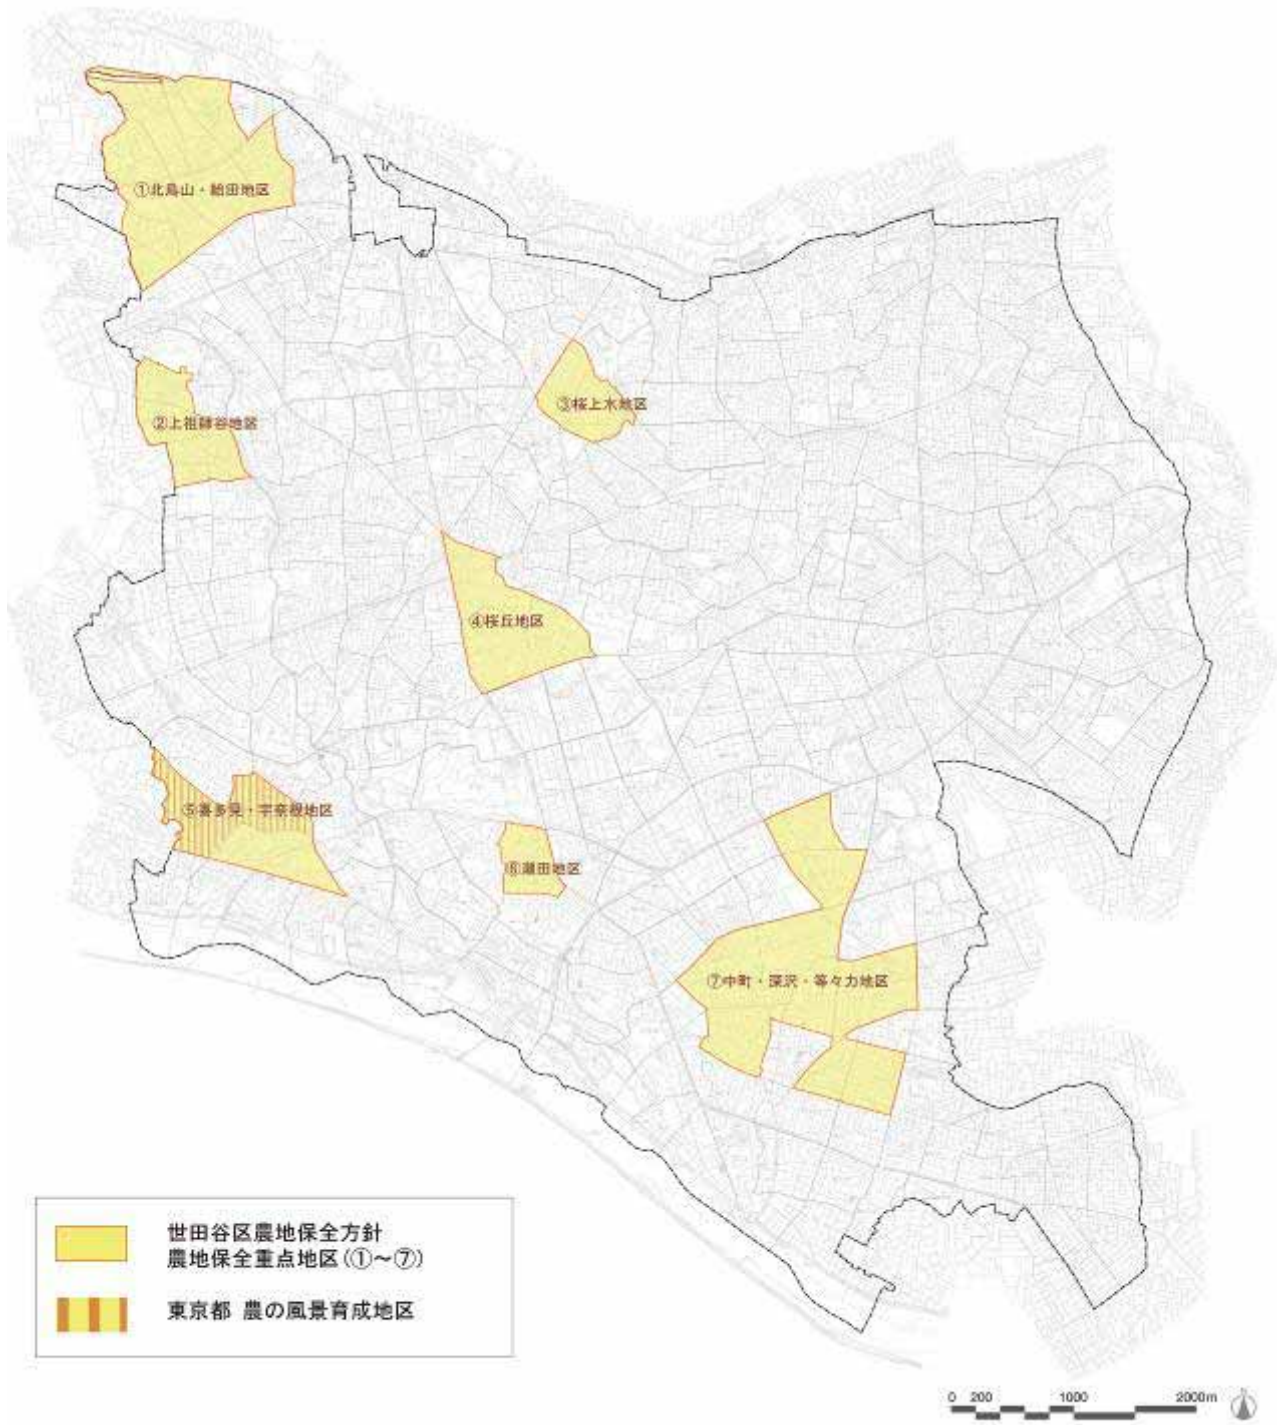 ①北烏山・給田地区
②上祖師谷地区
③桜上水地区
④桜丘地区
⑤喜多見・宇奈根地区
⑥瀬田地区
⑦中町・深沢・等々力地区
世田谷区農地保全方針
農地保全重点地区(①～⑦)
東京都 農の風景育成地区
0 200 1000 2000m